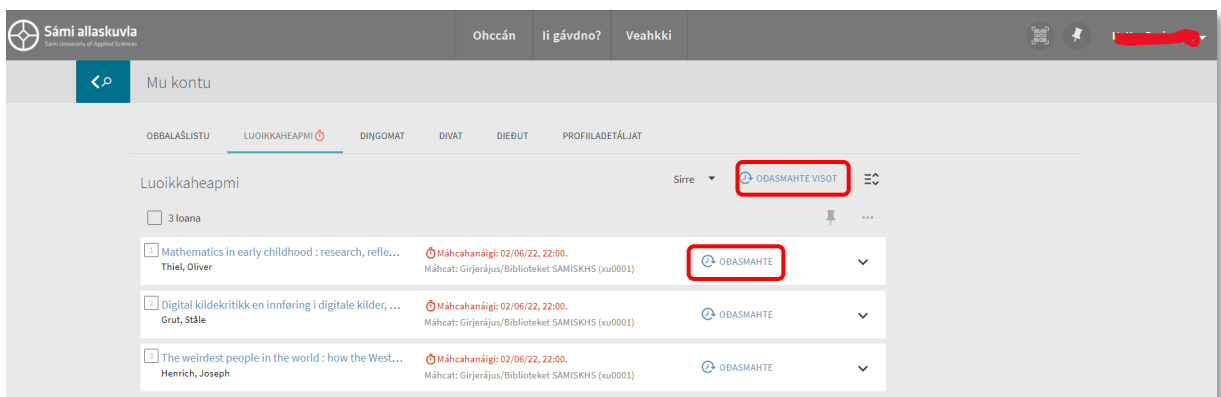 Sámi allaskuvla
Sámi University of Applied Sciences
Ohccán Ii gávdno? Veahkki
Mu kontu
OBBALAŠLISTU LUOIKKAHEAPMI DIŊGOMAT DIVAT DIEĐUT PROFIILADETÁLJAT
Luoikkaheapmi Sirre OĐASMAHTE VISOT
3 loana
1 Mathematics in early childhood : research, refle... Máhcahanáigi: 02/06/22, 22:00. OĐASMAHTE
Thiel, Oliver Máhcat: Girjerájus/Biblioteket SAMISKHS (xu0001)
2 Digital kildekritikk en innføring i digitale kilder, ... Máhcahanáigi: 02/06/22, 22:00. OĐASMAHTE
Grut, Ståle Máhcat: Girjerájus/Biblioteket SAMISKHS (xu0001)
3 The weirdest people in the world : how the West... Máhcahanáigi: 02/06/22, 22:00. OĐASMAHTE
Henrich, Joseph Máhcat: Girjerájus/Biblioteket SAMISKHS (xu0001)